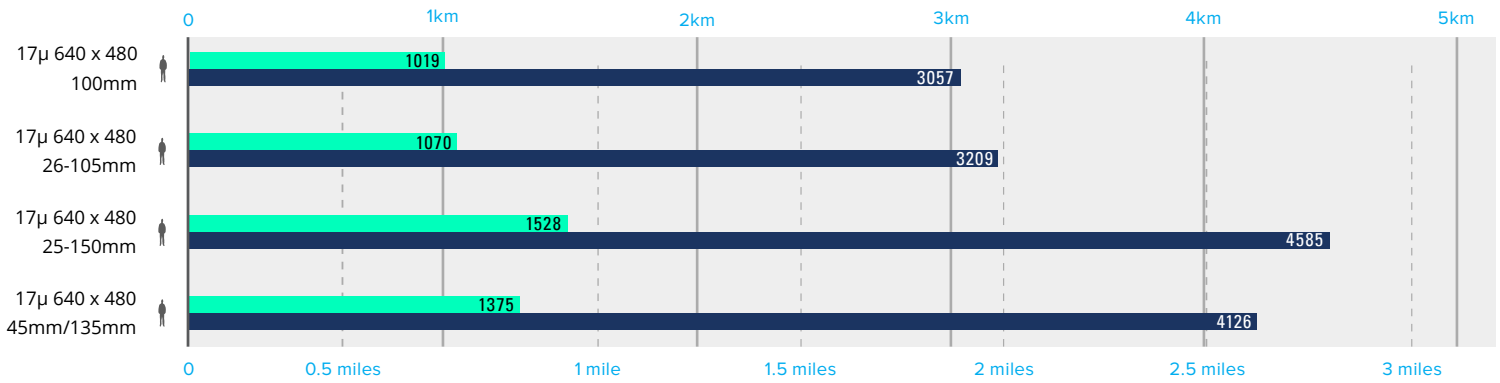 0 1km 2km 3km 4km 5km
17µ 640 x 480
100mm
1019
3057
17µ 640 x 480
26-105mm
1070
3209
17µ 640 x 480
25-150mm
1528
4585
17µ 640 x 480
45mm/135mm
1375
4126
0 0.5 miles 1 mile 1.5 miles 2 miles 2.5 miles 3 miles